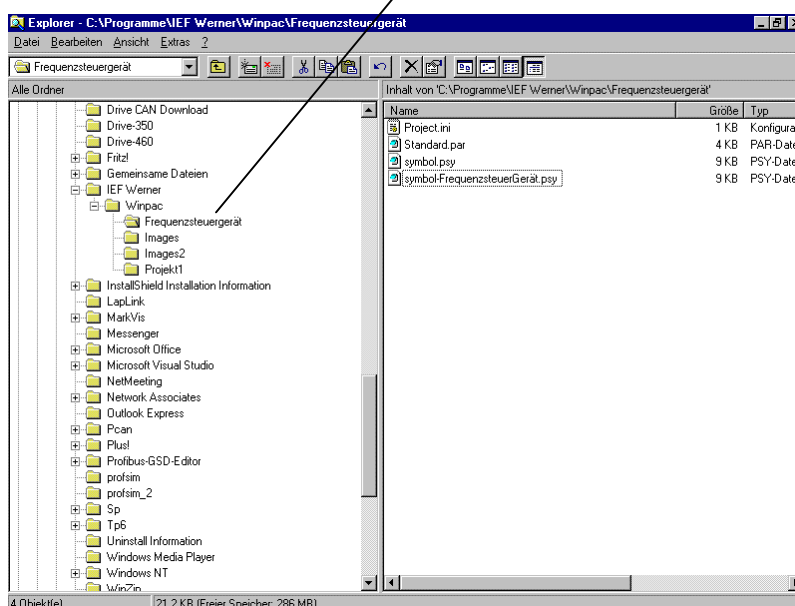 Explorer - C:\Programme\IEF Werner\Winpac\Frequenzsteuergerät
Datei Bearbeiten Ansicht Extras ?
Frequenzsteuergerät
Alle Ordner
Inhalt von 'C:\Programme\IEF Werner\Winpac\Frequenzsteuergerät'
Drive CAN Download
Drive-350
Drive-460
Fritz!
Gemeinsame Dateien
IEF Werner
Winpac
Frequenzsteuergerät
Images
Images2
Projekt1
InstallShield Installation Information
LapLink
MarkVis
Messenger
Microsoft Office
Microsoft Visual Studio
NetMeeting
Network Associates
Outlook Express
Pcan
Plus!
Profibus-GSD-Editor
profsim
profsim_2
Sp
Tp6
Uninstall Information
Windows Media Player
Windows NT
WinZip
Name Größe Typ
Project.ini 1 KB Konfigura
Standard.par 4 KB PAR-Date
symbol.psy 9 KB PSY-Date
symbol-FrequenzsteuerGerät.psy 9 KB PSY-Date
4 Objekt(e) 21,2 KB (Freier Speicher: 286 MB)